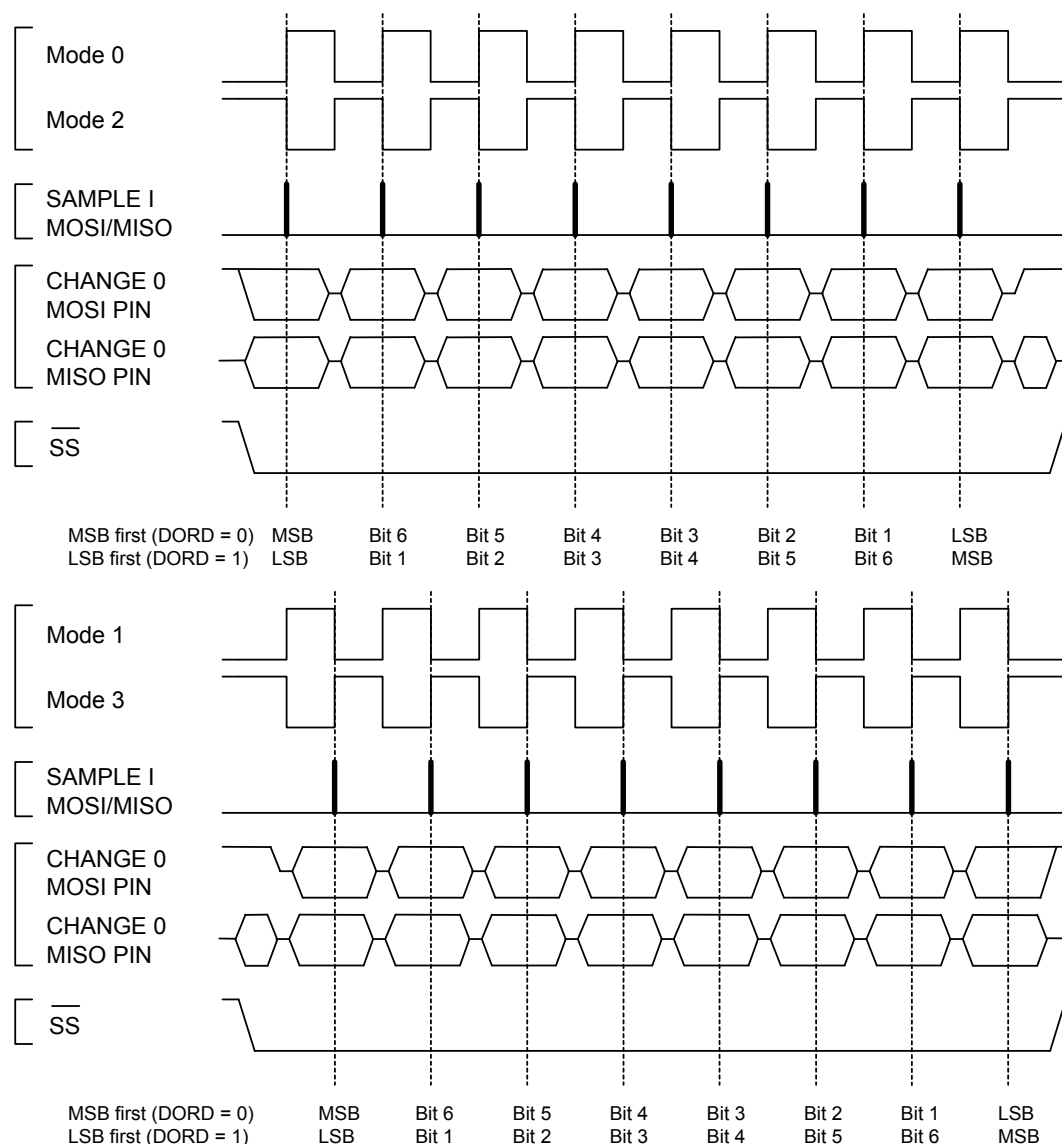 Mode 0
Mode 2
SAMPLE I
MOSI/MISO
CHANGE 0
MOSI PIN
CHANGE 0
MISO PIN
SS
MSB first (DORD = 0) MSB Bit 6 Bit 5 Bit 4 Bit 3 Bit 2 Bit 1 LSB
LSB first (DORD = 1) LSB Bit 1 Bit 2 Bit 3 Bit 4 Bit 5 Bit 6 MSB
Mode 1
Mode 3
SAMPLE I
MOSI/MISO
CHANGE 0
MOSI PIN
CHANGE 0
MISO PIN
SS
MSB first (DORD = 0) MSB Bit 6 Bit 5 Bit 4 Bit 3 Bit 2 Bit 1 LSB
LSB first (DORD = 1) LSB Bit 1 Bit 2 Bit 3 Bit 4 Bit 5 Bit 6 MSB